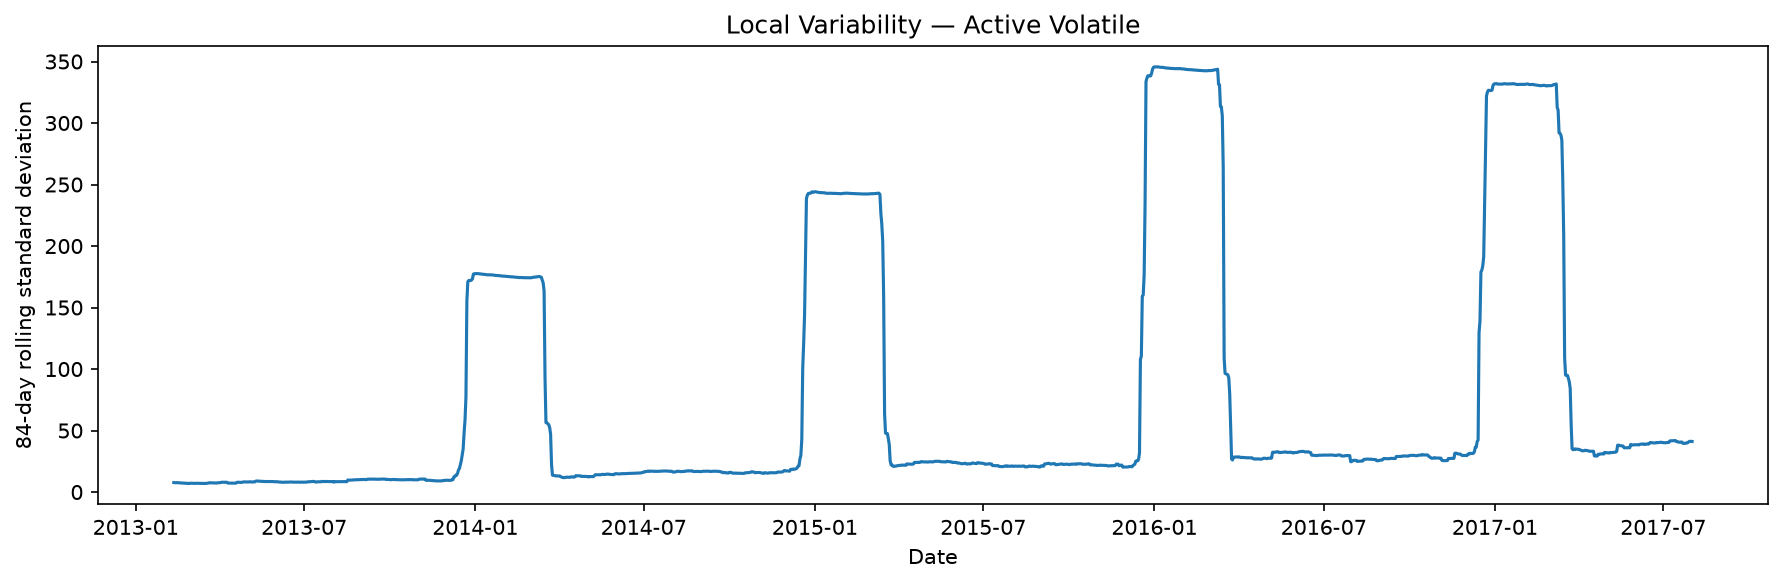 Local Variability — Active Volatile
84-day rolling standard deviation
350
300
250
200
150
100
50
0
2013-01 2013-07 2014-01 2014-07 2015-01 2015-07 2016-01 2016-07 2017-01 2017-07
Date